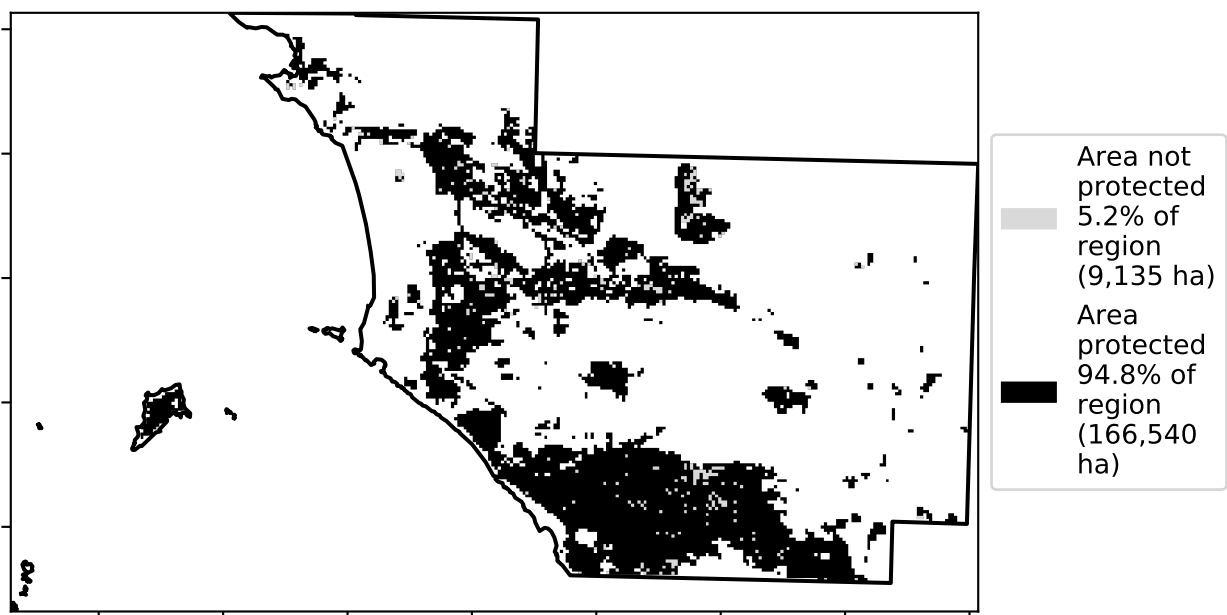 Area not
protected
5.2% of
region
(9,135 ha)
Area
protected
94.8% of
region
(166,540
ha)